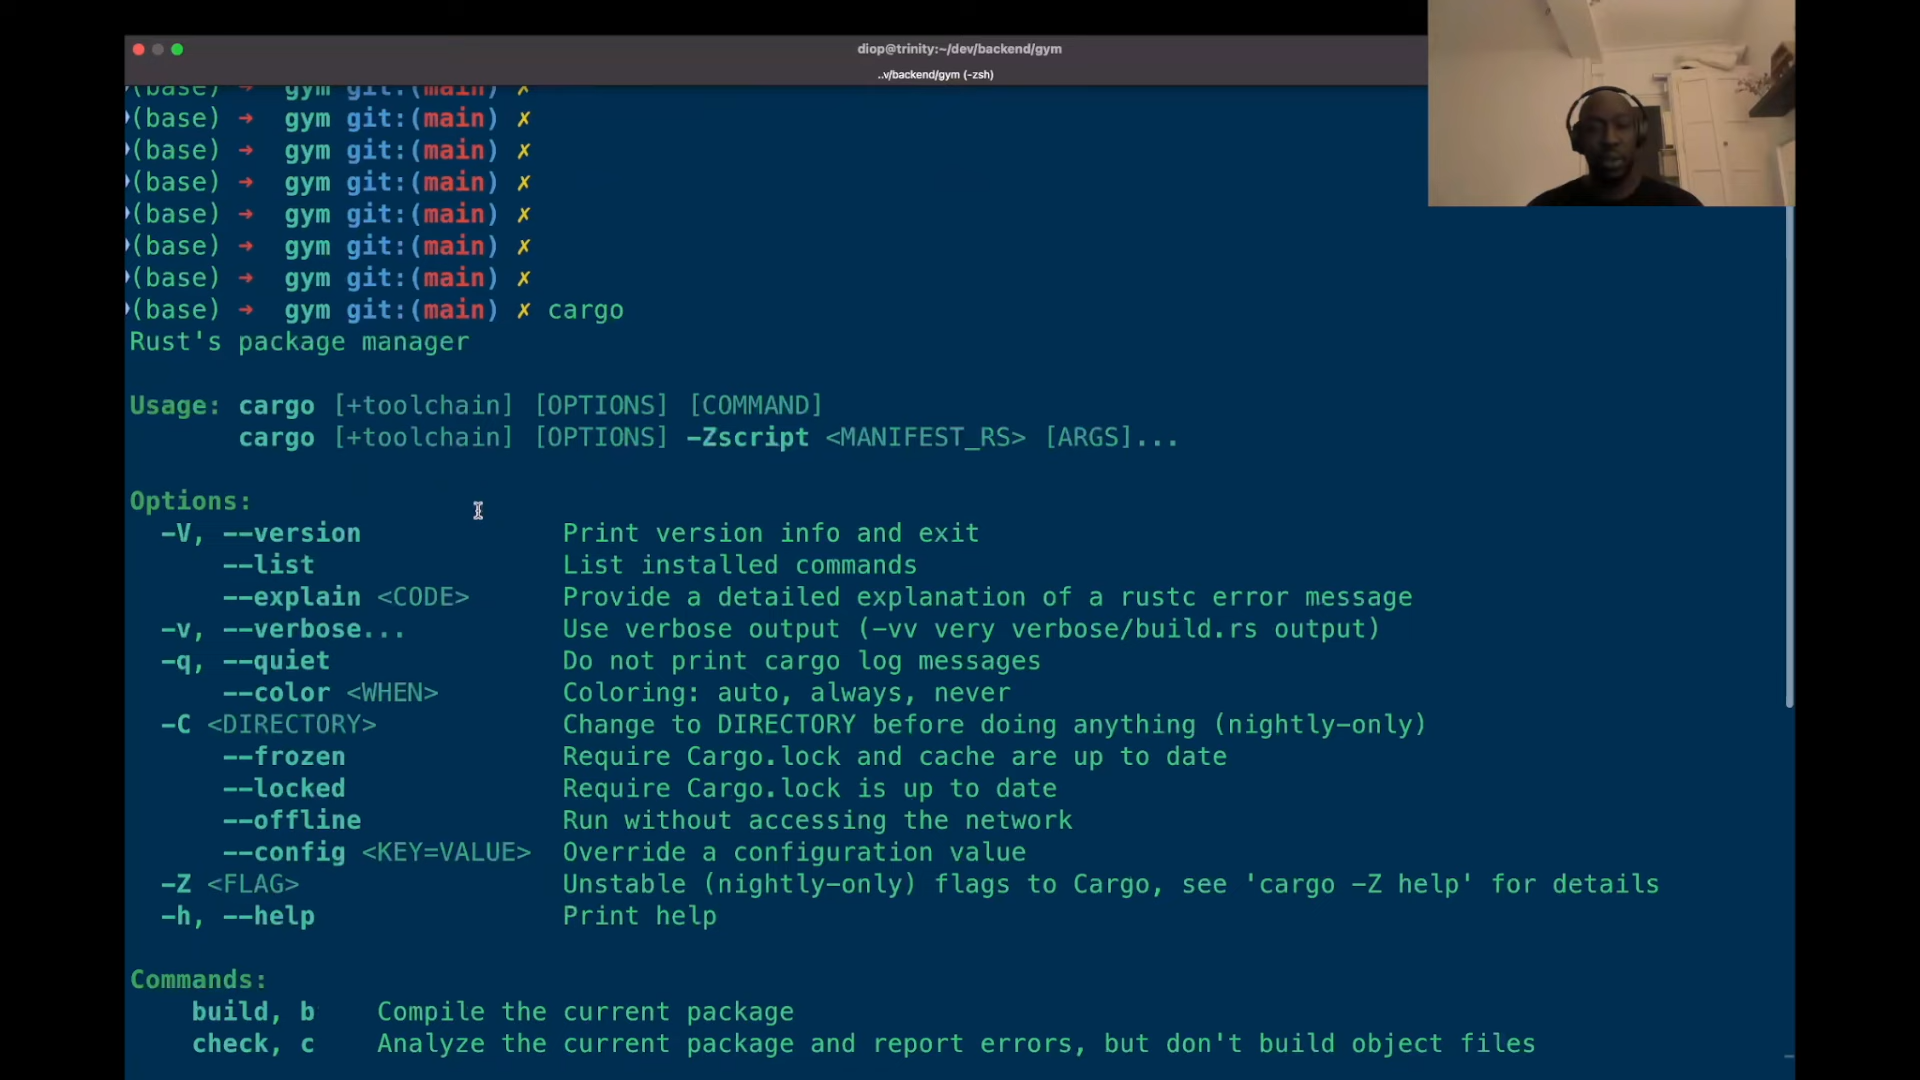 diop@trinity:~/dev/backend/gym
..v/backend/gym (-zsh)
(base) ➜ gym git:(main) ✗
(base) ➜ gym git:(main) ✗
(base) ➜ gym git:(main) ✗
(base) ➜ gym git:(main) ✗
(base) ➜ gym git:(main) ✗
(base) ➜ gym git:(main) ✗
(base) ➜ gym git:(main) ✗
(base) ➜ gym git:(main) ✗ cargo
Rust's package manager
Usage: cargo [+toolchain] [OPTIONS] [COMMAND]
cargo [+toolchain] [OPTIONS] -Zscript <MANIFEST_RS> [ARGS]...
Options:
-V, --version Print version info and exit
--list List installed commands
--explain <CODE> Provide a detailed explanation of a rustc error message
-v, --verbose... Use verbose output (-vv very verbose/build.rs output)
-q, --quiet Do not print cargo log messages
--color <WHEN> Coloring: auto, always, never
-C <DIRECTORY> Change to DIRECTORY before doing anything (nightly-only)
--frozen Require Cargo.lock and cache are up to date
--locked Require Cargo.lock is up to date
--offline Run without accessing the network
--config <KEY=VALUE> Override a configuration value
-Z <FLAG> Unstable (nightly-only) flags to Cargo, see 'cargo -Z help' for details
-h, --help Print help
Commands:
build, b Compile the current package
check, c Analyze the current package and report errors, but don't build object files